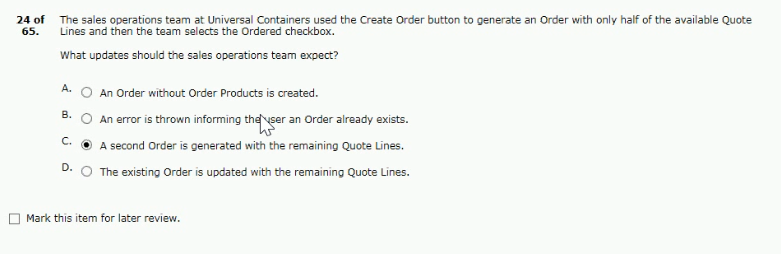 24 of The sales operations team at Universal Containers used the Create Order button to generate an Order with only half of the available Quote
65. Lines and then the team selects the Ordered checkbox.
What updates should the sales operations team expect?
A. An Order without Order Products is created.
B. An error is thrown informing the user an Order already exists.
C. A second Order is generated with the remaining Quote Lines.
D. The existing Order is updated with the remaining Quote Lines.
Mark this item for later review.